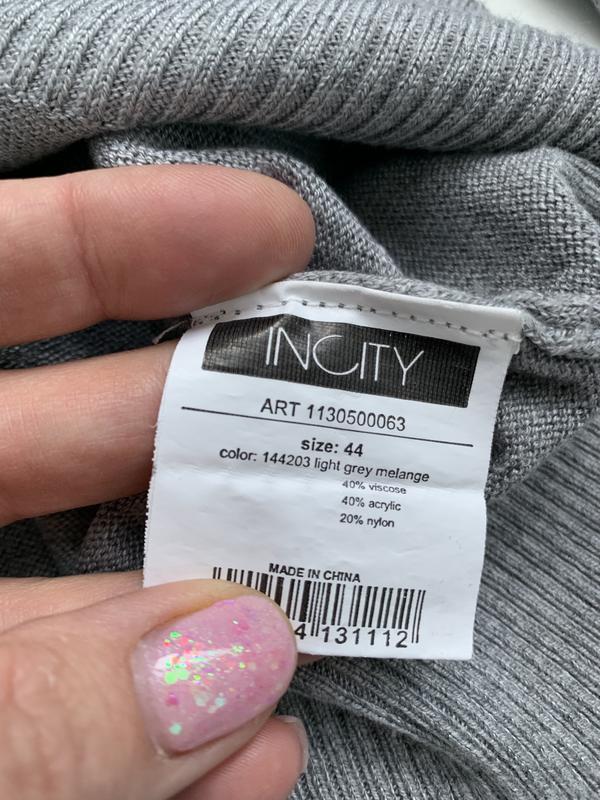 INCITY
ART 1130500063
size: 44
color: 144203 light grey melange
40% viscose
40% acrylic
20% nylon
MADE IN CHINA
4 131112